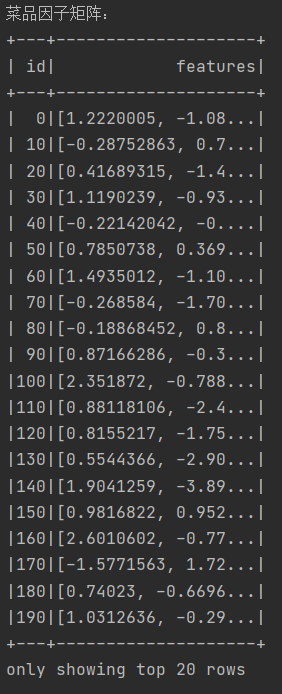 菜品因子矩阵：
+---+--------------------+
| id|            features|
+---+--------------------+
|  0|[1.2220005, -1.08...|
| 10|[-0.28752863, 0.7...|
| 20|[0.41689315, -1.4...|
| 30|[1.1190239, -0.93...|
| 40|[-0.22142042, -0....|
| 50|[0.7850738, 0.369...|
| 60|[1.4935012, -1.10...|
| 70|[-0.268584, -1.70...|
| 80|[-0.18868452, 0.8...|
| 90|[0.87166286, -0.3...|
|100|[2.351872, -0.788...|
|110|[0.88118106, -2.4...|
|120|[0.8155217, -1.75...|
|130|[0.5544366, -2.90...|
|140|[1.9041259, -3.89...|
|150|[0.9816822, 0.952...|
|160|[2.6010602, -0.77...|
|170|[-1.5771563, 1.72...|
|180|[0.74023, -0.6696...|
|190|[1.0312636, -0.29...|
+---+--------------------+
only showing top 20 rows